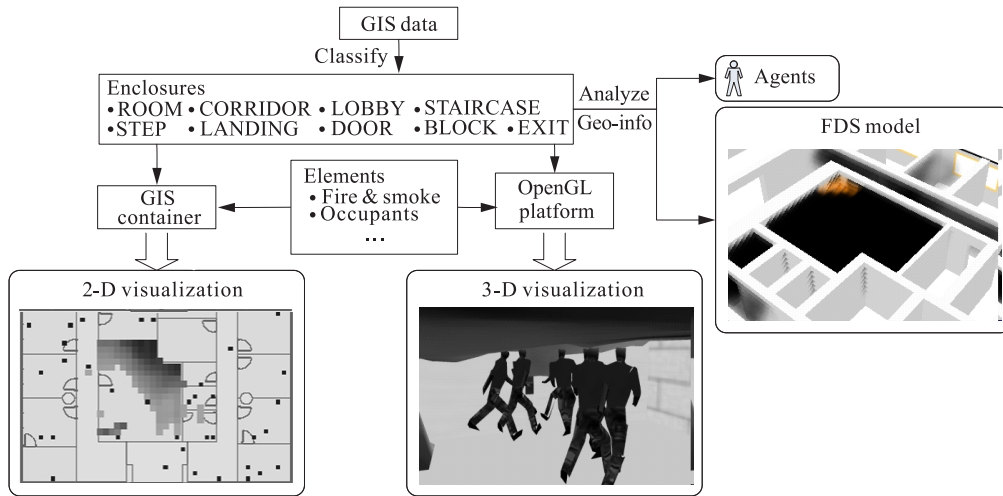 GIS data
Classify
Enclosures
• ROOM • CORRIDOR • LOBBY • STAIRCASE
• STEP • LANDING • DOOR • BLOCK • EXIT
Analyze
Geo-info
Agents
FDS model
GIS
container
Elements
• Fire & smoke
• Occupants
...
OpenGL
platform
2-D visualization
3-D visualization